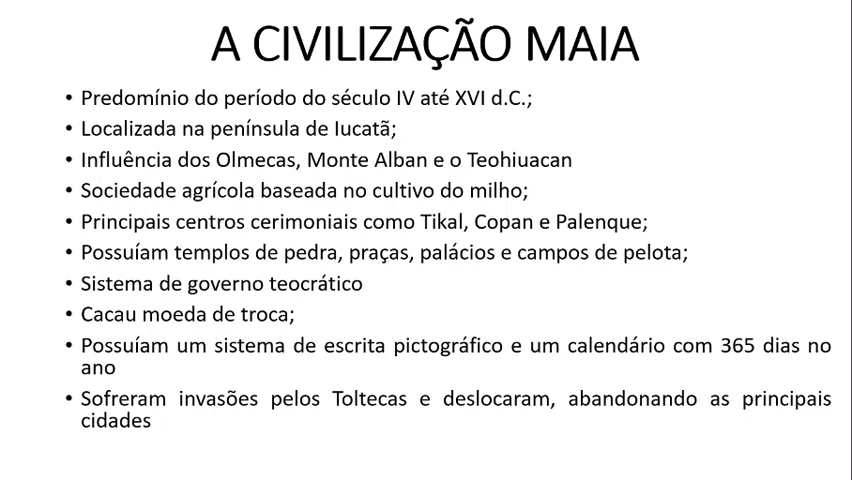 A CIVILIZAÇÃO MAIA
• Predomínio do período do século IV até XVI d.C.;
• Localizada na península de Iucatã;
• Influência dos Olmecas, Monte Alban e o Teohiuacan
• Sociedade agrícola baseada no cultivo do milho;
• Principais centros cerimoniais como Tikal, Copan e Palenque;
• Possuíam templos de pedra, praças, palácios e campos de pelota;
• Sistema de governo teocrático
• Cacau moeda de troca;
• Possuíam um sistema de escrita pictográfico e um calendário com 365 dias no
ano
• Sofreram invasões pelos Toltecas e deslocaram, abandonando as principais
cidades